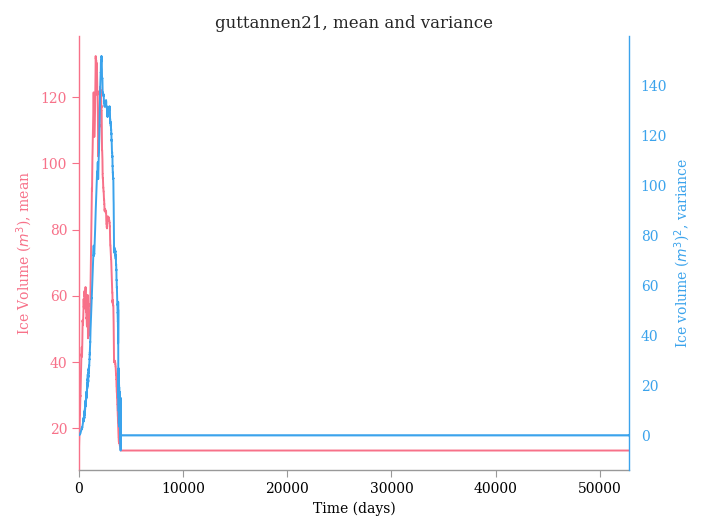 guttannen21, mean and variance
Ice Volume (m³), mean
120
100
80
60
40
20
140
120
100
80
60
40
20
0
Ice volume (m³)², variance
0 10000 20000 30000 40000 50000
Time (days)